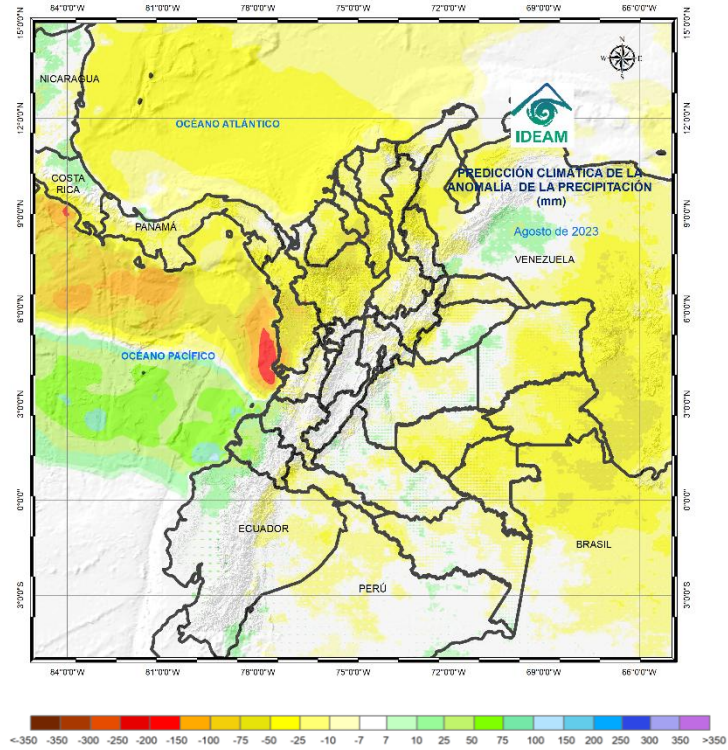 84°0'0"W 81°0'0"W 78°0'0"W 75°0'0"W 72°0'0"W 69°0'0"W 66°0'0"W
15°0'0"N 15°0'0"N
NICARAGUA
N
W E
S
12°0'0"N 12°0'0"N
OCÉANO ATLÁNTICO
IDEAM
COSTA
RICA
PREDICCIÓN CLIMÁTICA DE LA
ANOMALÍA DE LA PRECIPITACIÓN
(mm)
9°0'0"N 9°0'0"N
PANAMÁ
Agosto de 2023
VENEZUELA
6°0'0"N 6°0'0"N
OCÉANO PACÍFICO
3°0'0"N 3°0'0"N
0°0'0" 0°0'0"
ECUADOR
BRASIL
PERÚ
3°0'0"S 3°0'0"S
84°0'0"W 81°0'0"W 78°0'0"W 75°0'0"W 72°0'0"W 69°0'0"W 66°0'0"W
<-350 -350 -300 -250 -200 -150 -100 -75 -50 -25 -10 -7 7 10 25 50 75 100 150 200 250 300 350 >350